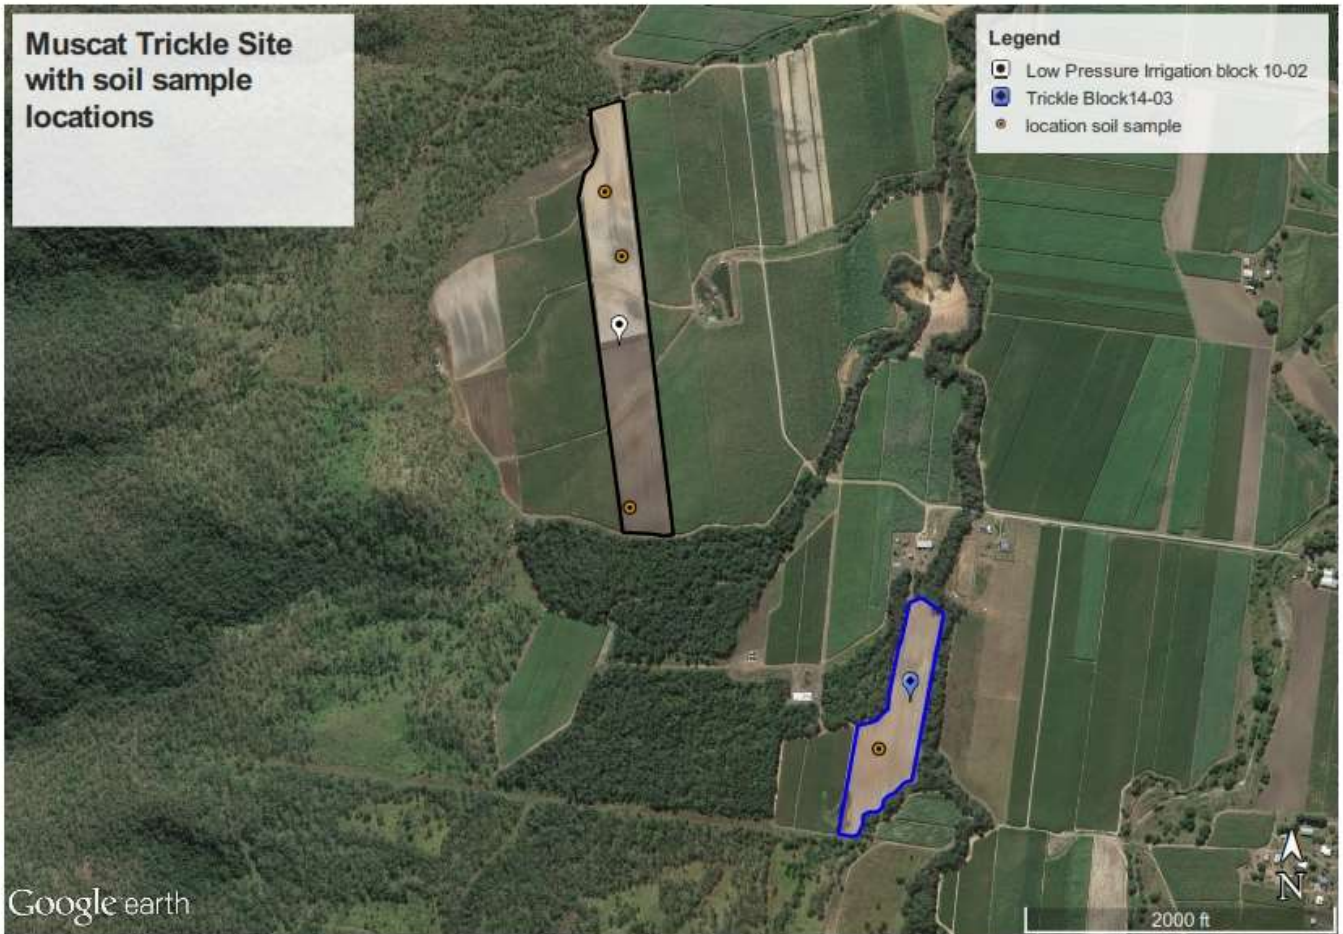 Muscat Trickle Site
with soil sample
locations
Legend
Low Pressure Irrigation block 10-02
Trickle Block14-03
location soil sample
Google earth
N
2000 ft